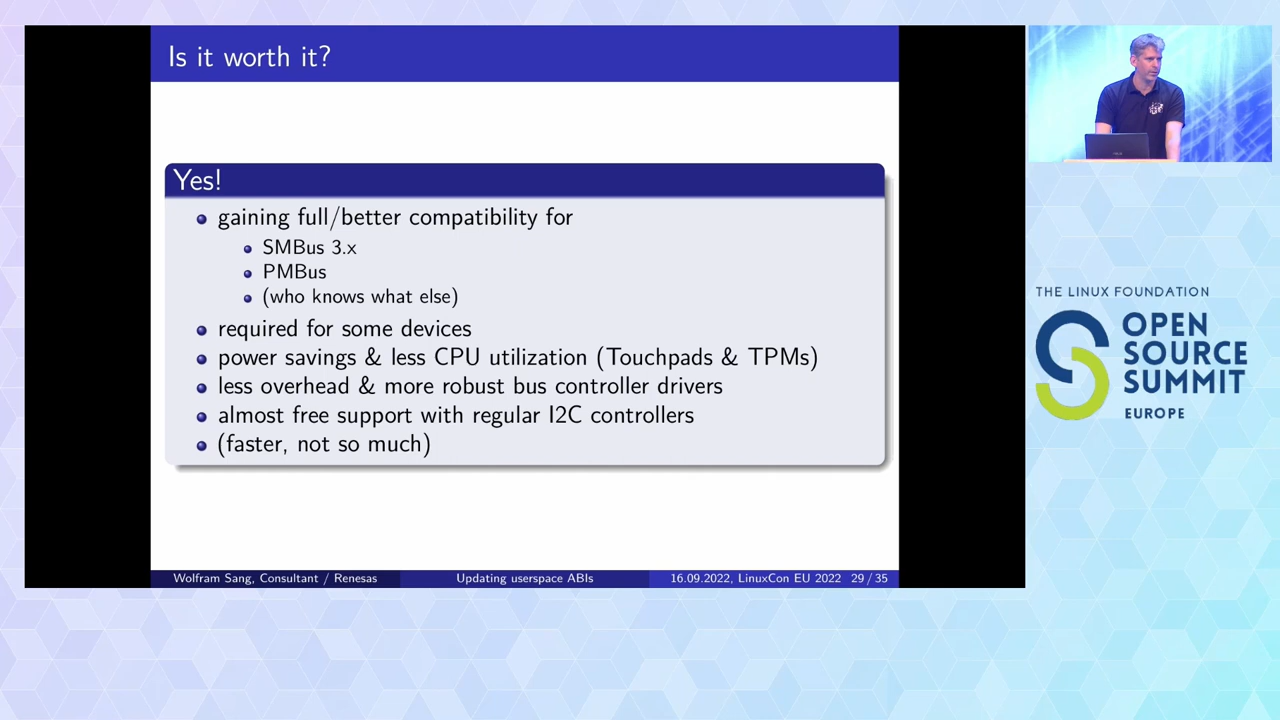 Is it worth it?
Yes!
gaining full/better compatibility for
SMBus 3.x
PMBus
(who knows what else)
required for some devices
power savings & less CPU utilization (Touchpads & TPMs)
less overhead & more robust bus controller drivers
almost free support with regular I2C controllers
(faster, not so much)
Wolfram Sang, Consultant / Renesas
Updating userspace ABIs
16.09.2022, LinuxCon EU 2022 29 / 35
THE LINUX FOUNDATION
OPEN
SOURCE
SUMMIT
EUROPE